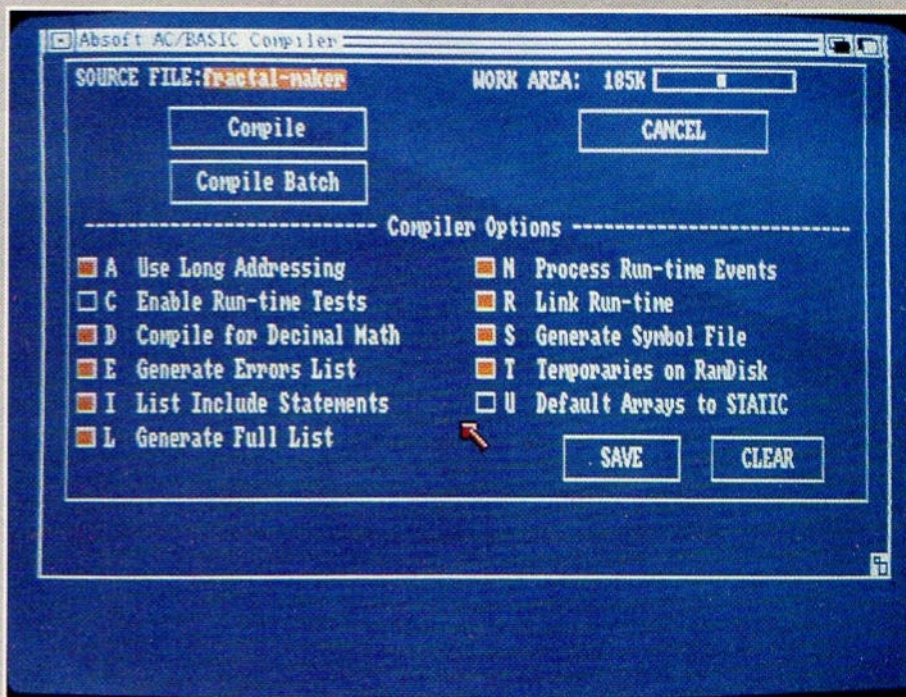 Absoft AC/BASIC Compiler
SOURCE FILE:fractal-maker WORK AREA: 185K
Compile CANCEL
Compile Batch
Compiler Options
A Use Long Addressing N Process Run-time Events
C Enable Run-time Tests R Link Run-time
D Compile for Decimal Math S Generate Symbol File
E Generate Errors List T Temporaries on RamDisk
I List Include Statements U Default Arrays to STATIC
L Generate Full List
SAVE CLEAR